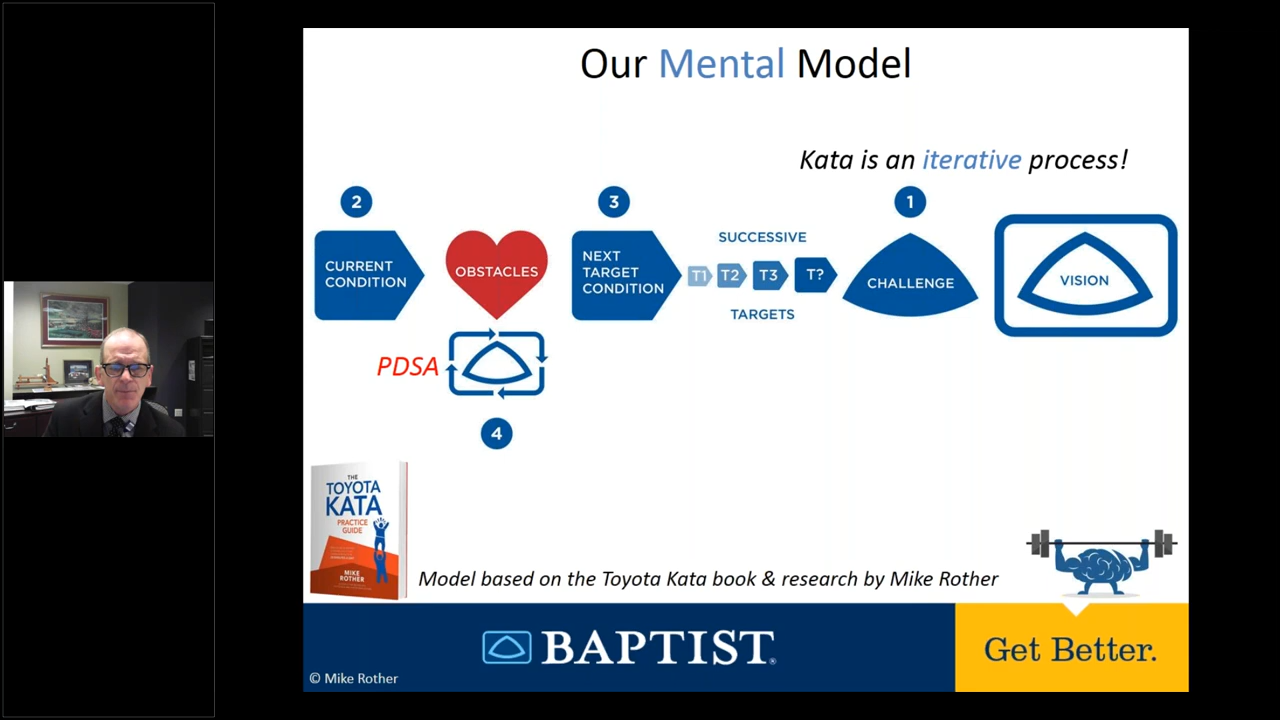 Our Mental Model
Kata is an iterative process!
2
3
1
CURRENT
CONDITION
OBSTACLES
NEXT
TARGET
CONDITION
SUCCESSIVE
T1 T2 T3 T?
TARGETS
CHALLENGE
VISION
PDSA
4
THE
TOYOTA
KATA
PRACTICE
GUIDE
MIKE
ROTHER
Model based on the Toyota Kata book & research by Mike Rother
BAPTIST
Get Better.
© Mike Rother